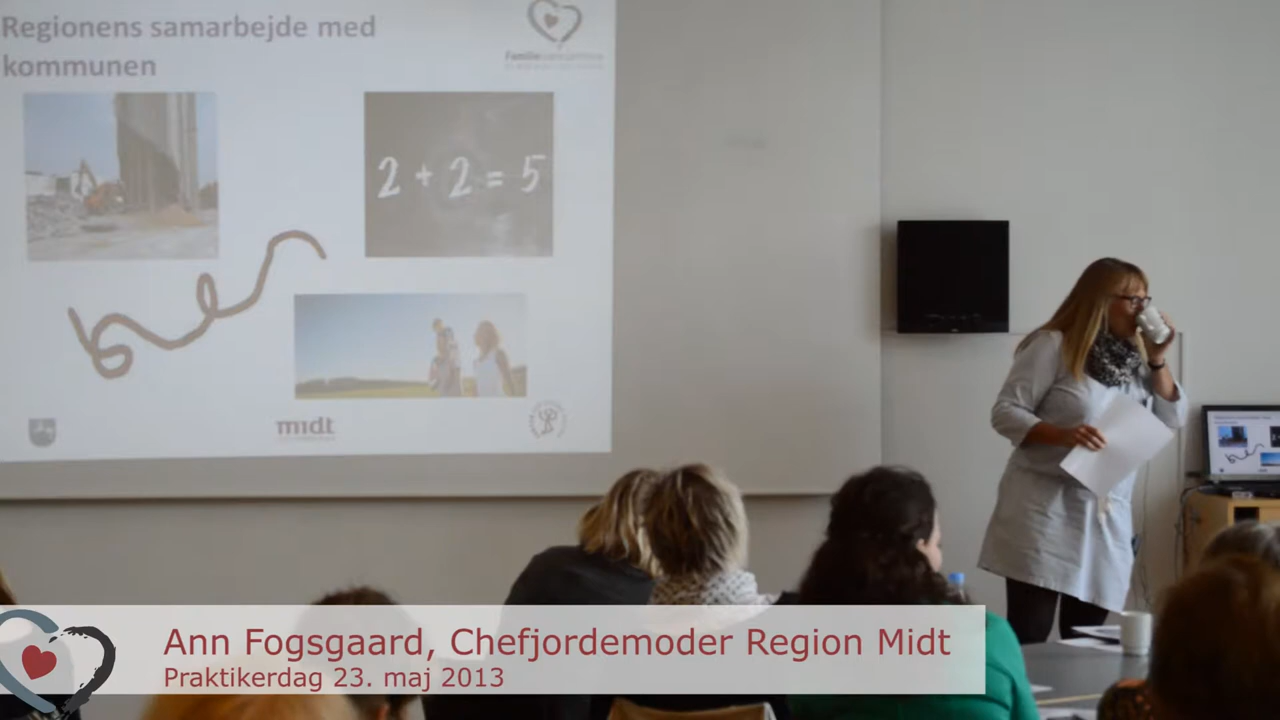 Regionens samarbejde med
kommunen
2 + 2 = 5
midt
Ann Fogsgaard, Chefjordemoder Region Midt
Praktikerdag 23. maj 2013